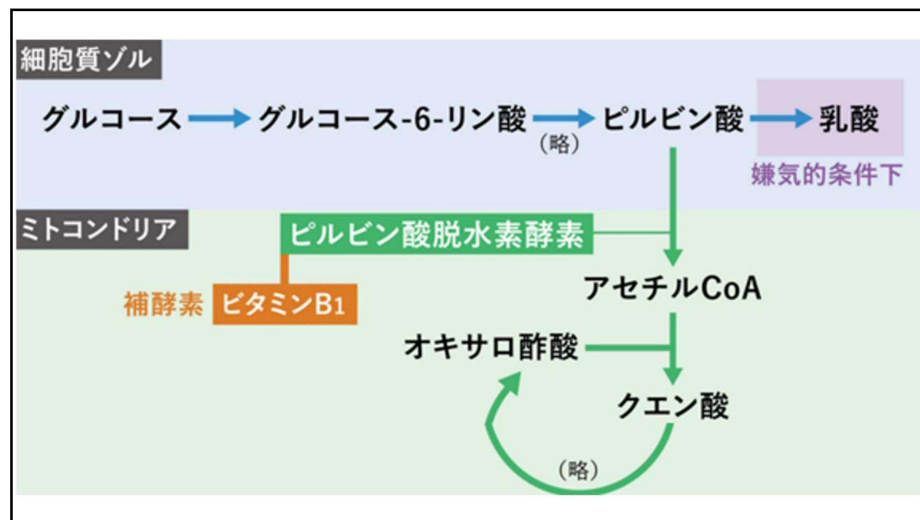 細胞質ゾル
グルコース グルコース-6-リン酸 ピルビン酸 乳酸
(略)
嫌気的条件下
ミトコンドリア
ピルビン酸脱水素酵素
アセチルCoA
補酵素 ビタミンB1
オキサロ酢酸
クエン酸
(略)